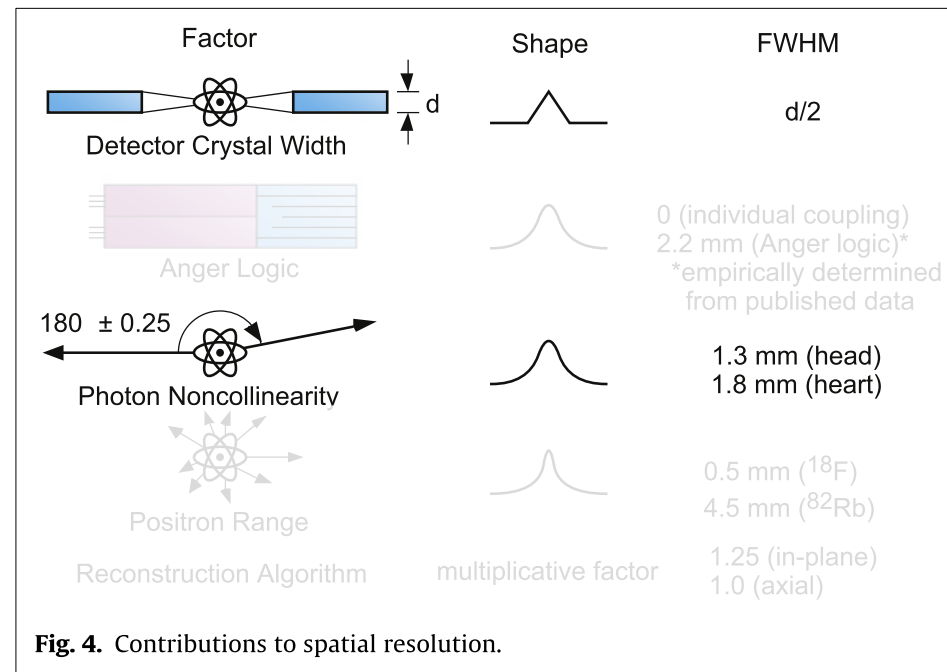 Factor Shape FWHM
d d/2
Detector Crystal Width
0 (individual coupling)
2.2 mm (Anger logic)*
*empirically determined
from published data
Anger Logic
180 ± 0.25
1.3 mm (head)
1.8 mm (heart)
Photon Noncollinearity
0.5 mm (18F)
4.5 mm (82Rb)
Positron Range
Reconstruction Algorithm multiplicative factor 1.25 (in-plane)
1.0 (axial)
Fig. 4. Contributions to spatial resolution.